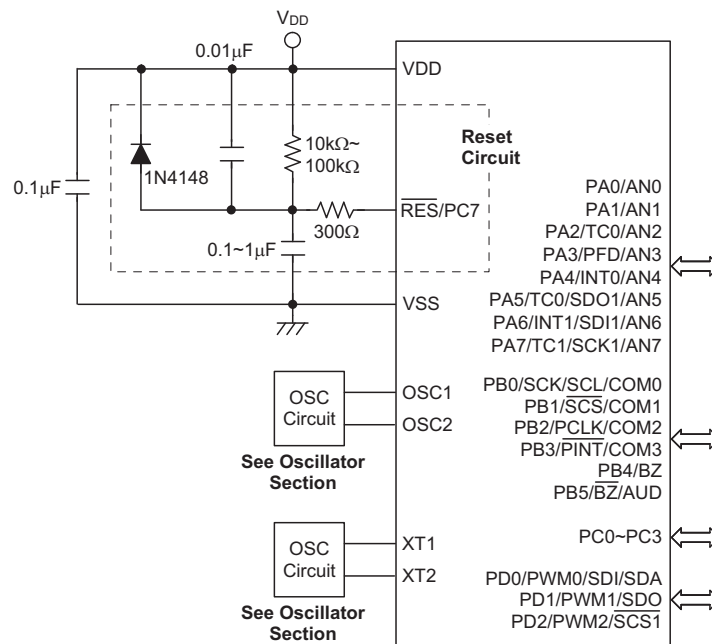 VDD
0.01μF
VDD
10kΩ~
100kΩ
Reset
Circuit
1N4148
0.1μF
RES/PC7
300Ω
0.1~1μF
VSS
PA0/AN0
PA1/AN1
PA2/TC0/AN2
PA3/PFD/AN3
PA4/INT0/AN4
PA5/TC0/SDO1/AN5
PA6/INT1/SDI1/AN6
PA7/TC1/SCK1/AN7
OSC
Circuit
OSC1
OSC2
See Oscillator
Section
PB0/SCK/SCL/COM0
PB1/SCS/COM1
PB2/PCLK/COM2
PB3/PINT/COM3
PB4/BZ
PB5/BZ/AUD
OSC
Circuit
XT1
XT2
See Oscillator
Section
PC0~PC3
PD0/PWM0/SDI/SDA
PD1/PWM1/SDO
PD2/PWM2/SCS1